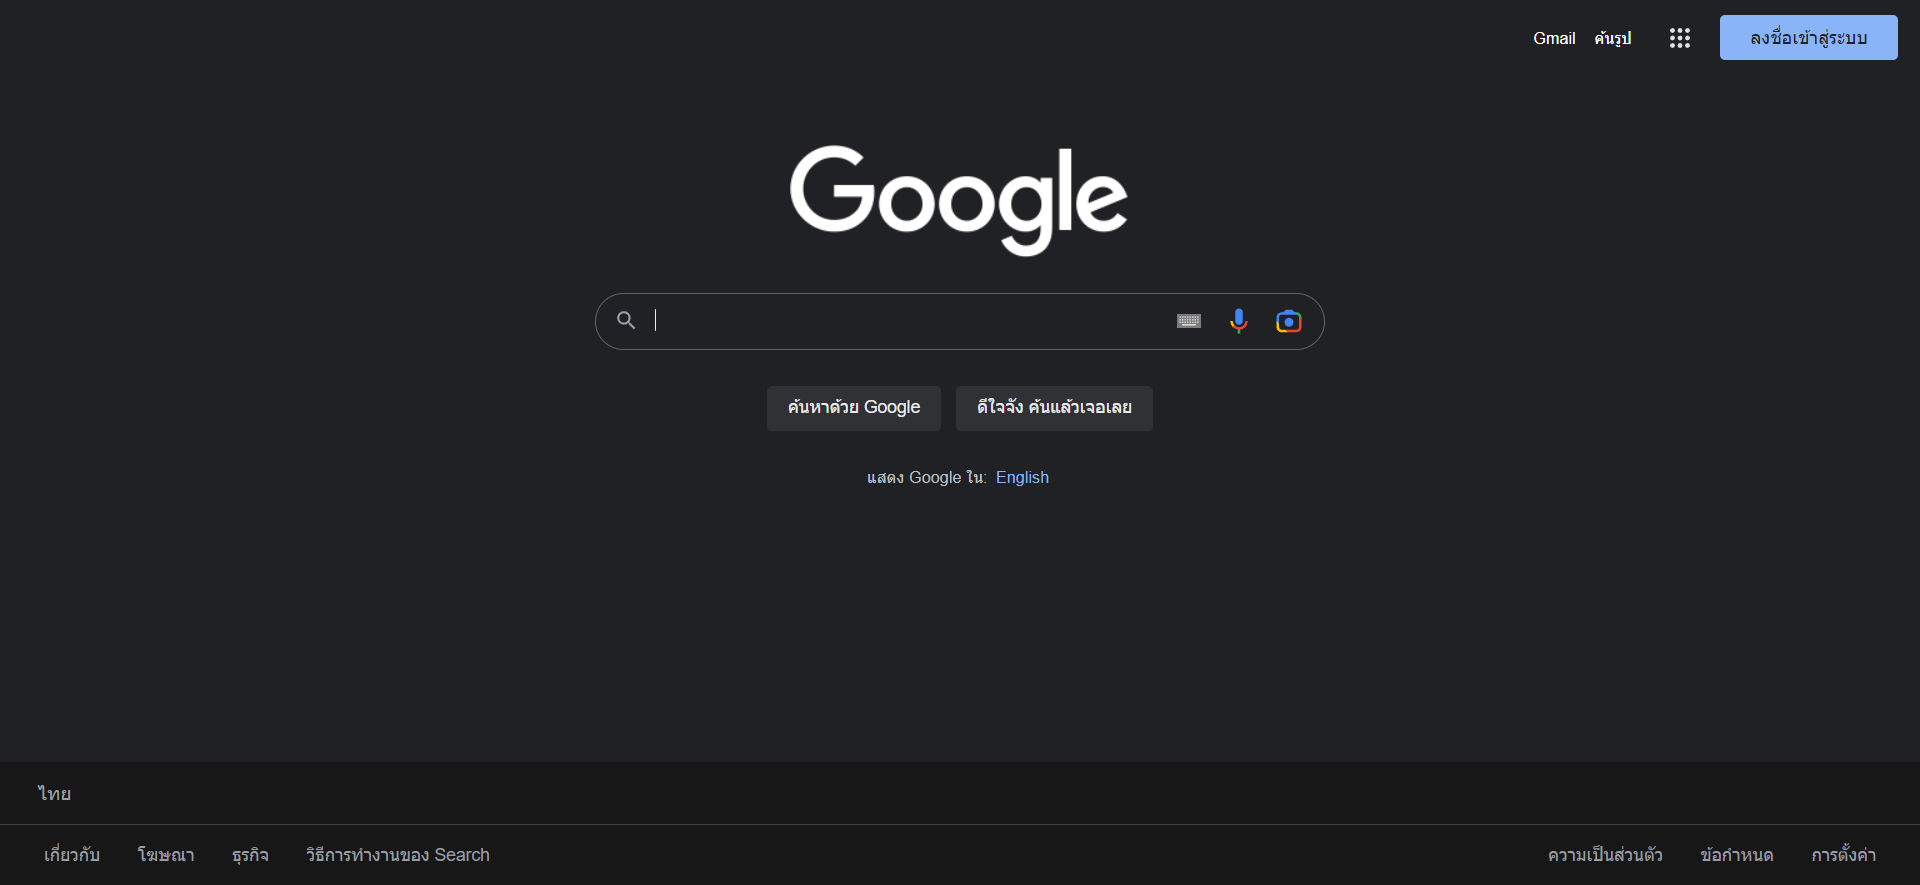 Gmail ค้นรูป ลงชื่อเข้าสู่ระบบ
Google
ค้นหาด้วย Google ดีใจจัง ค้นแล้วเจอเลย
แสดง Google ใน: English
ไทย
เกี่ยวกับ โฆษณา ธุรกิจ วิธีการทำงานของ Search ความเป็นส่วนตัว ข้อกำหนด การตั้งค่า